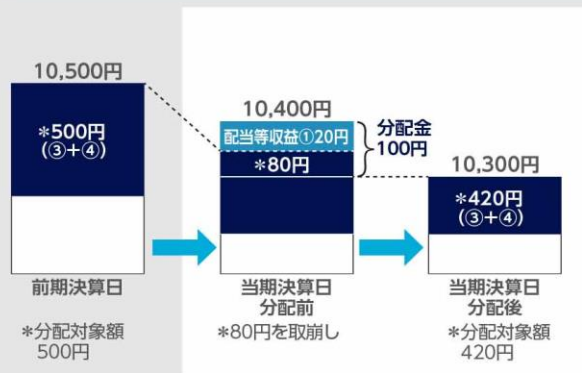 10,500円
*500円
(③+④)
前期決算日
*分配対象額
500円
10,400円
配当等収益①20円
*80円
分配金
100円
当期決算日
分配前
*80円を取崩し
10,300円
*420円
(③+④)
当期決算日
分配後
*分配対象額
420円